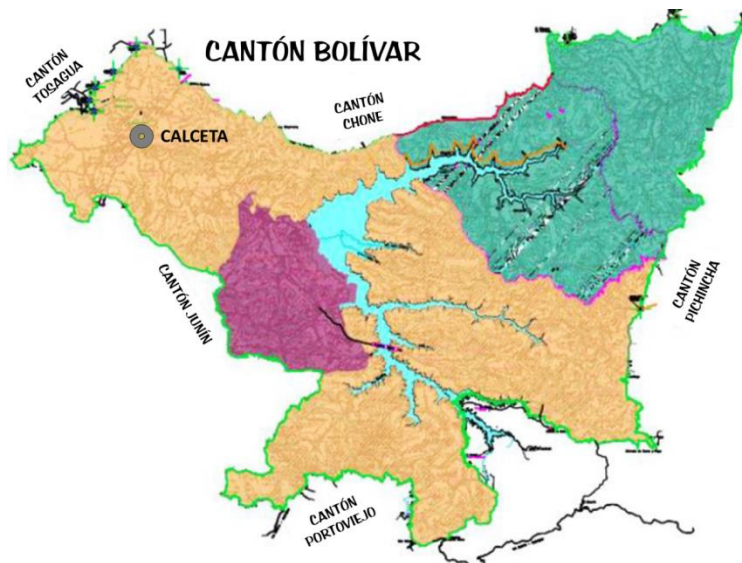 CANTÓN BOLÍVAR
CANTÓN
TOSAGUA
CANTÓN
CHONE
CALCETA
CANTÓN JUNÍN
CANTÓN
PICHINCHA
CANTÓN
PORTOVIEJO